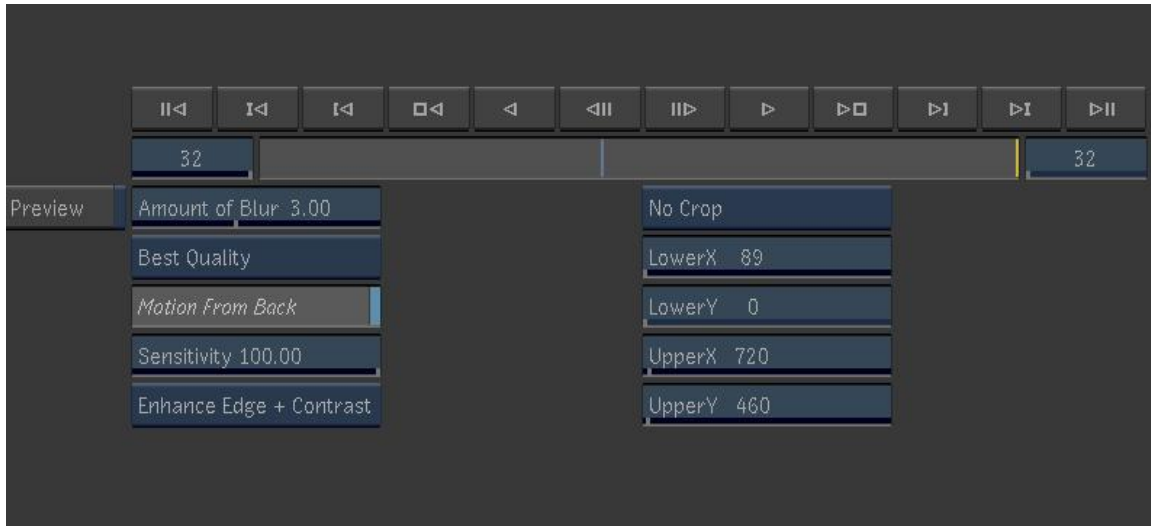 32
32
Preview
Amount of Blur 3.00
No Crop
Best Quality
LowerX 89
Motion From Back
LowerY 0
Sensitivity 100.00
UpperX 720
Enhance Edge + Contrast
UpperY 460